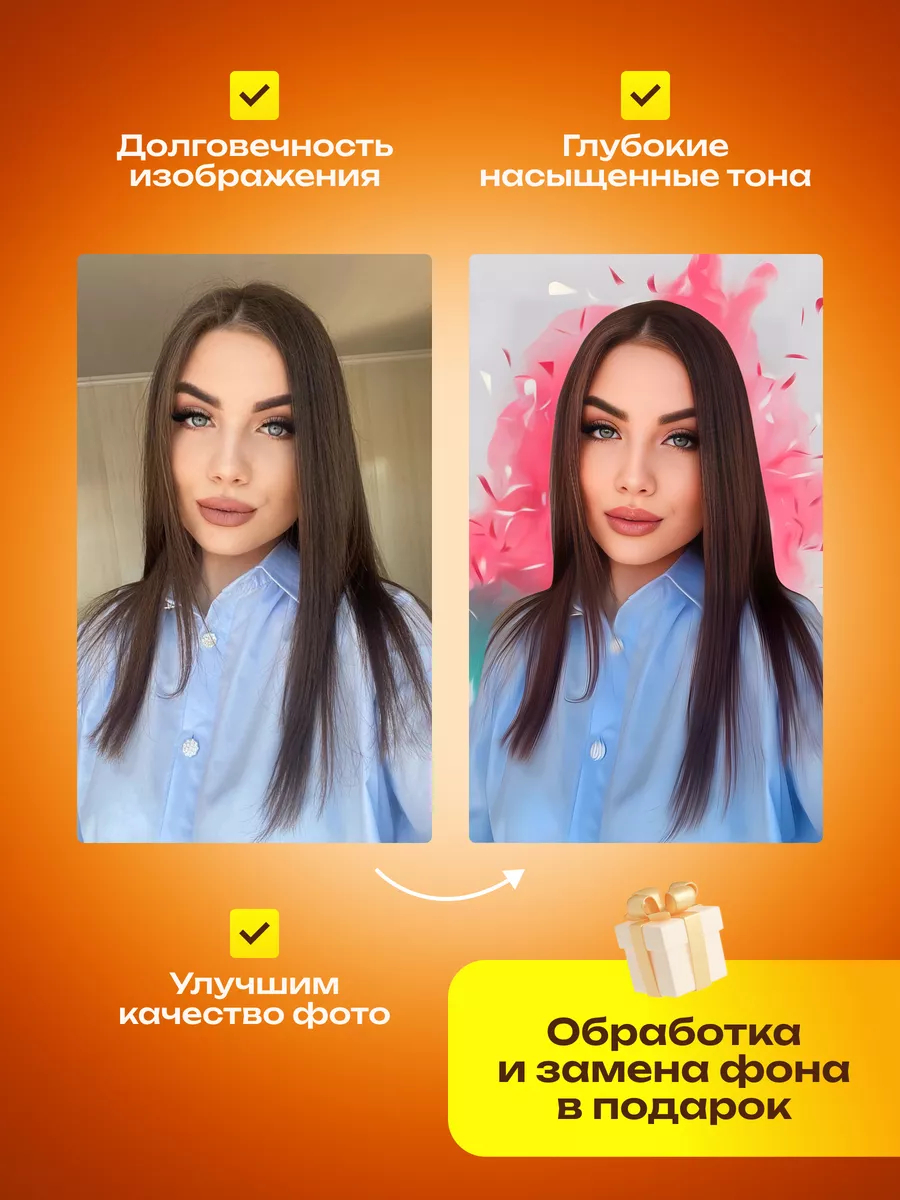 Долговечность
изображения
Глубокие
насыщенные тона
Улучшим
качество фото
Обработка
и замена фона
в подарок